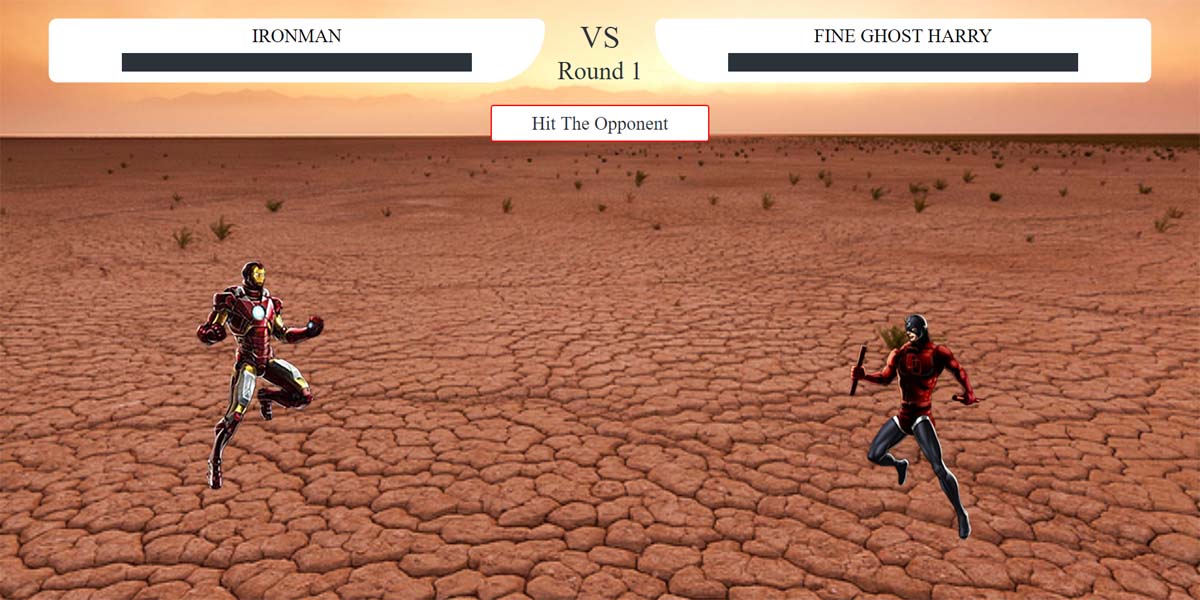 IRONMAN
VS
FINE GHOST HARRY
Round 1
Hit The Opponent